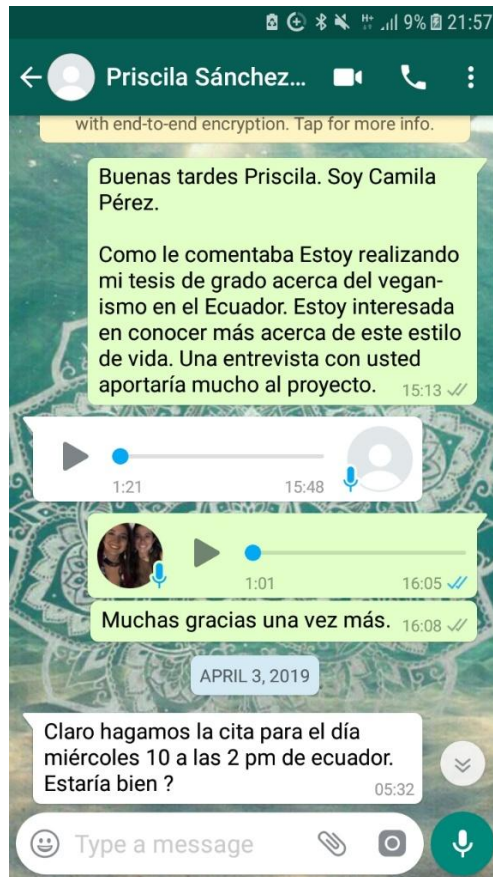 9% 21:57
Priscila Sánchez...
with end-to-end encryption. Tap for more info.
Buenas tardes Priscila. Soy Camila
Pérez.
Como le comentaba Estoy realizando
mi tesis de grado acerca del vegan-
ismo en el Ecuador. Estoy interesada
en conocer más acerca de este estilo
de vida. Una entrevista con usted
aportaría mucho al proyecto. 15:13
1:21 15:48
1:01 16:05
Muchas gracias una vez más. 16:08
APRIL 3, 2019
Claro hagamos la cita para el día
miércoles 10 a las 2 pm de ecuador.
Estaría bien ? 05:32
Type a message